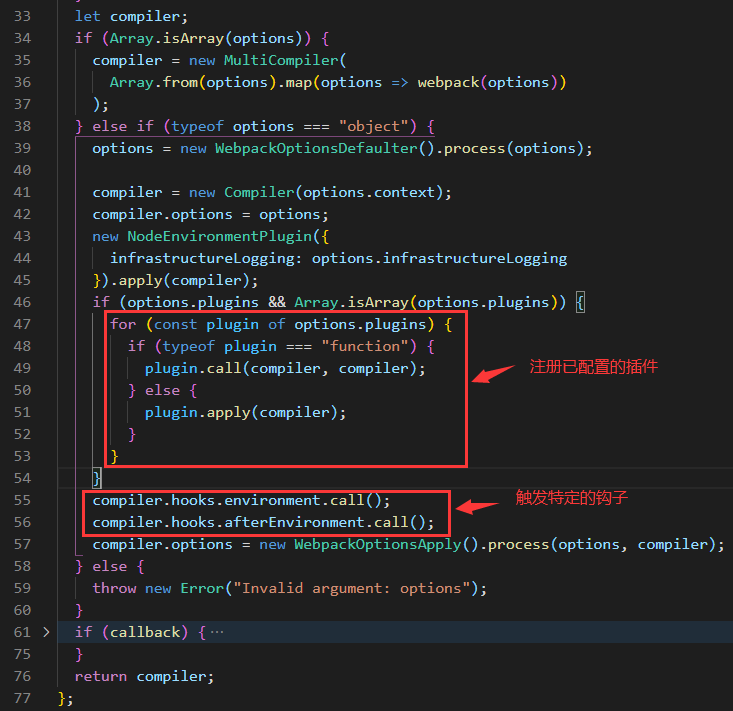 33 let compiler;
34 if (Array.isArray(options)) {
35 compiler = new MultiCompiler(
36 Array.from(options).map(options => webpack(options))
37 );
38 } else if (typeof options === "object") {
39 options = new WebpackOptionsDefaulter().process(options);
40
41 compiler = new Compiler(options.context);
42 compiler.options = options;
43 new NodeEnvironmentPlugin({
44 infrastructureLogging: options.infrastructureLogging
45 }).apply(compiler);
46 if (options.plugins && Array.isArray(options.plugins)) {
47 for (const plugin of options.plugins) {
48 if (typeof plugin === "function") {
49 plugin.call(compiler, compiler);
注册已配置的插件
50 } else {
51 plugin.apply(compiler);
52 }
53 }
54 }
55 compiler.hooks.environment.call();
触发特定的钩子
56 compiler.hooks.afterEnvironment.call();
57 compiler.options = new WebpackOptionsApply().process(options, compiler);
58 } else {
59 throw new Error("Invalid argument: options");
60 }
61 if (callback) { ⋯
75 }
76 return compiler;
77 };